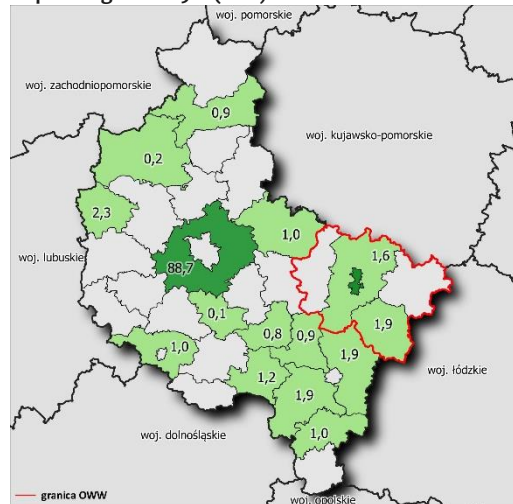 woj. pomorskie
woj. zachodniopomorskie
0,9
woj. kujawsko-pomorskie
0,2
2,3
1,0
1,6
woj. lubuskie
88,7
0,1
1,9
0,8
0,9
1,0
1,9
woj. łódzkie
1,2
1,9
woj. dolnośląskie
1,0
granica OWW
woj. opolskie